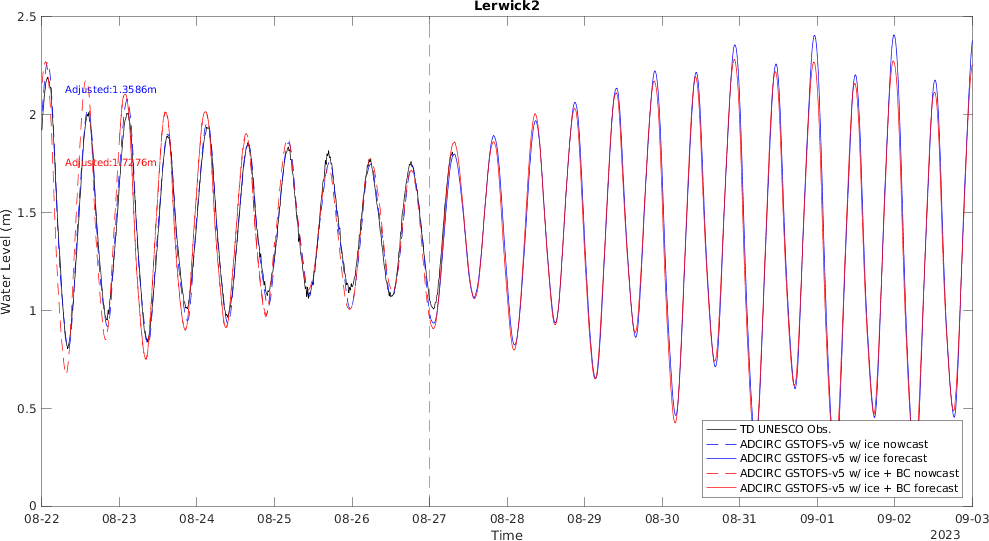 Lerwick2
2.5
2
1.5
1
0.5
0
Water Level (m)
Adjusted:1.3586m
Adjusted:1.7276m
TD UNESCO Obs.
ADCIRC GSTOFS-v5 w/ ice nowcast
ADCIRC GSTOFS-v5 w/ ice forecast
ADCIRC GSTOFS-v5 w/ ice + BC nowcast
ADCIRC GSTOFS-v5 w/ ice + BC forecast
08-22 08-23 08-24 08-25 08-26 08-27 08-28 08-29 08-30 08-31 09-01 09-02 09-03
Time
2023